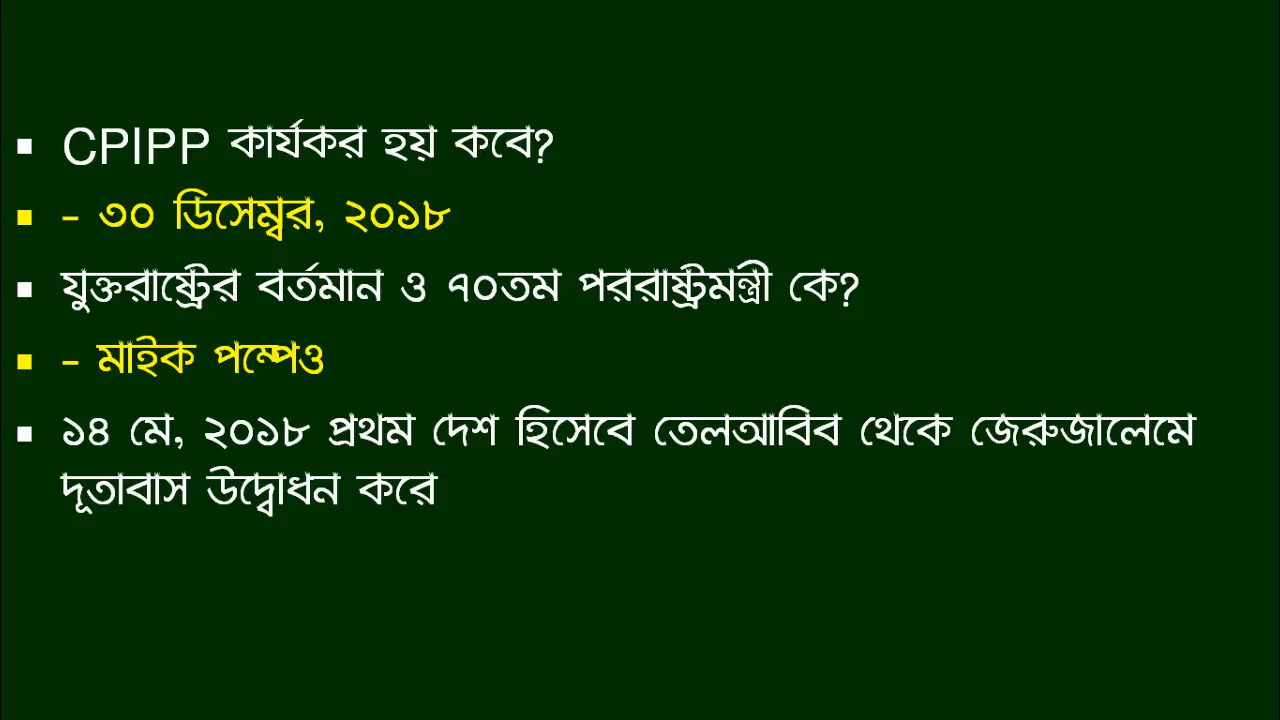 ▪ CPIPP কার্যকর হয় কবে?
▪ – ৩০ ডিসেম্বর, ২০১৮
▪ যুক্তরাষ্ট্রের বর্তমান ও ৭০তম পররাষ্ট্রমন্ত্রী কে?
▪ – মাইক পম্পেও
▪ ১৪ মে, ২০১৮ প্রথম দেশ হিসেবে তেলআবিব থেকে জেরুজালেমে
দূতাবাস উদ্বোধন করে